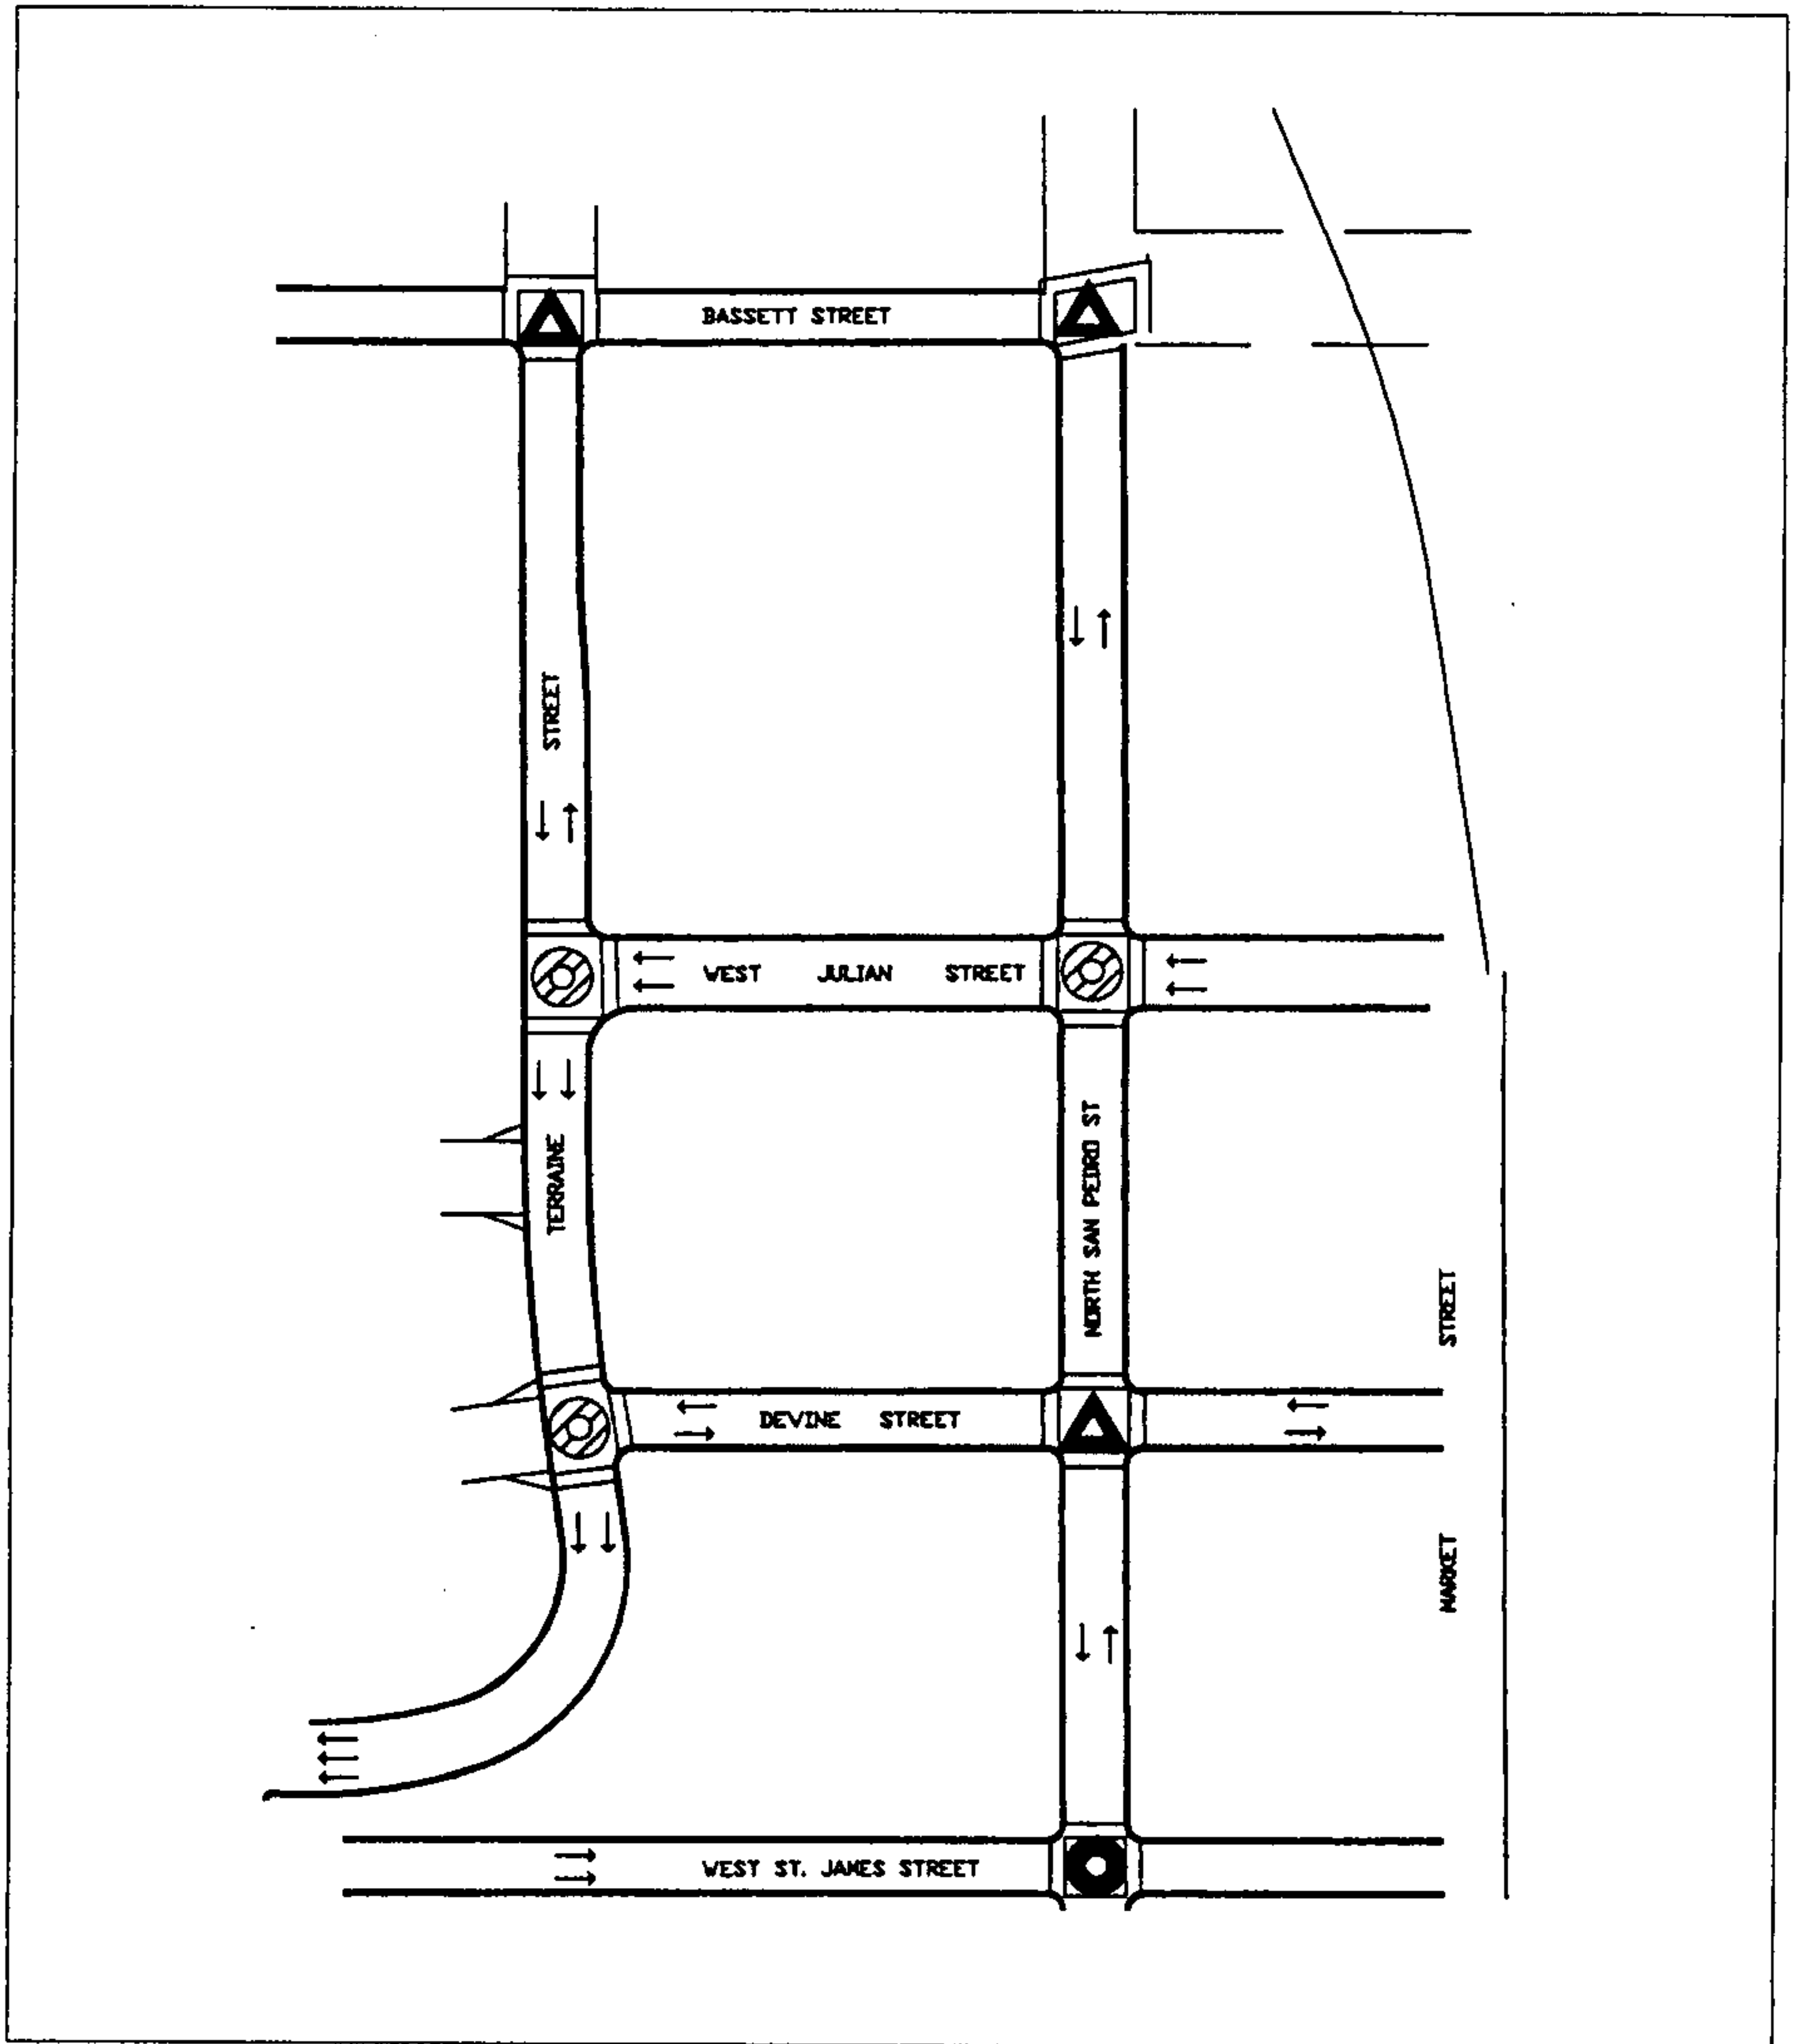 BASSETT STREET
STREET
WEST JULIAN STREET
TERRAINE
NORTH SAN PEDRO ST
STREET
DEVINE STREET
MARKET
WEST ST. JAMES STREET